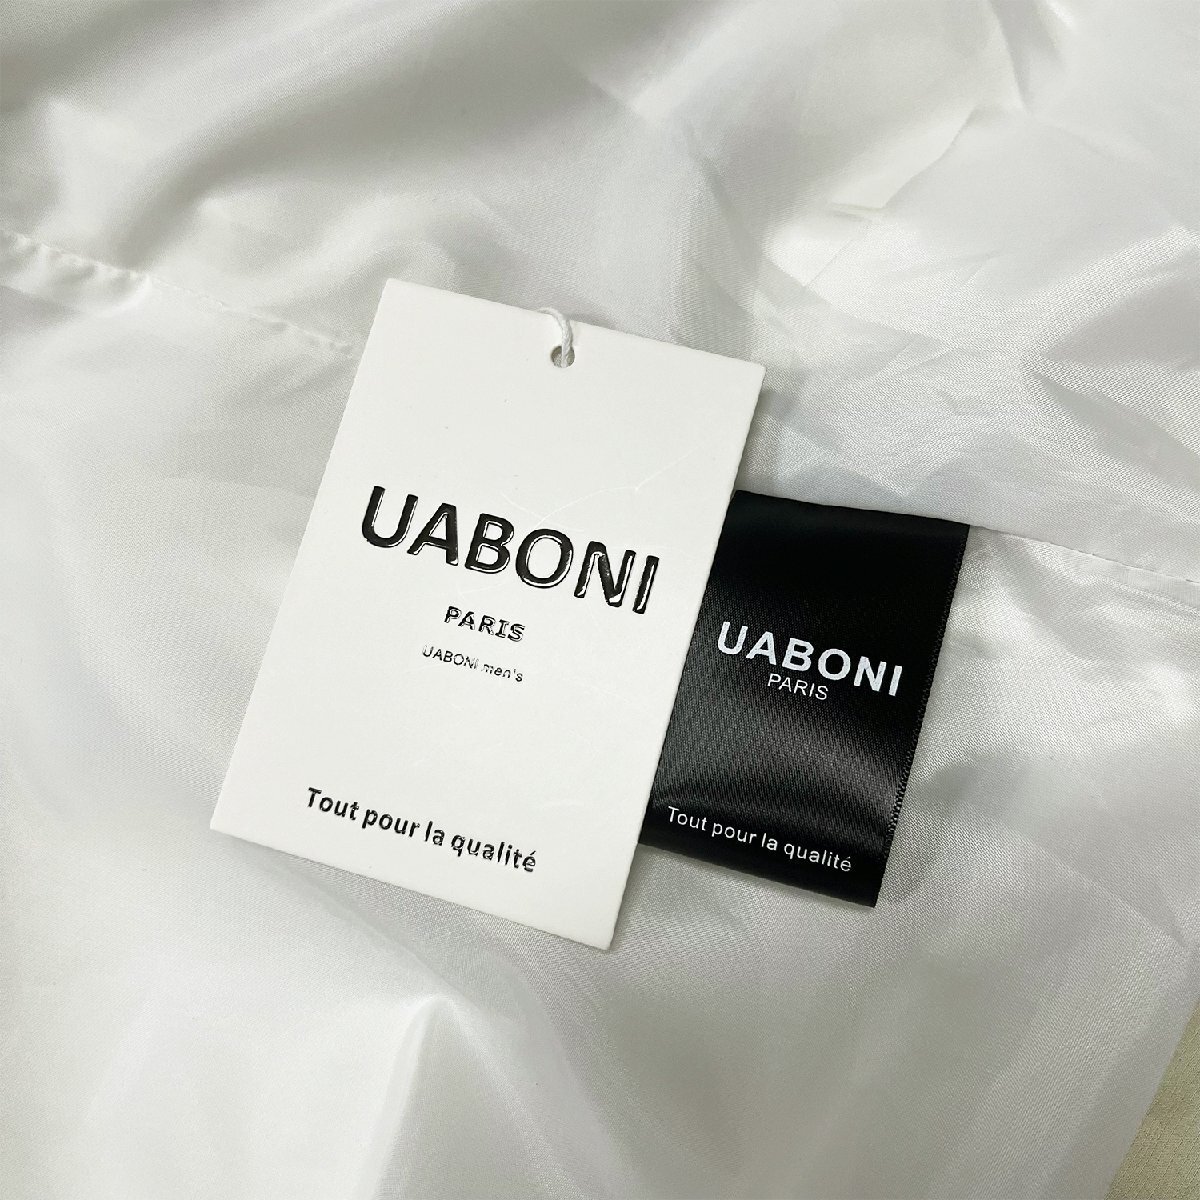 UABONI
PARIS
UABONI men's
Tout pour la qualité
UABONI
PARIS
Tout pour la qualité